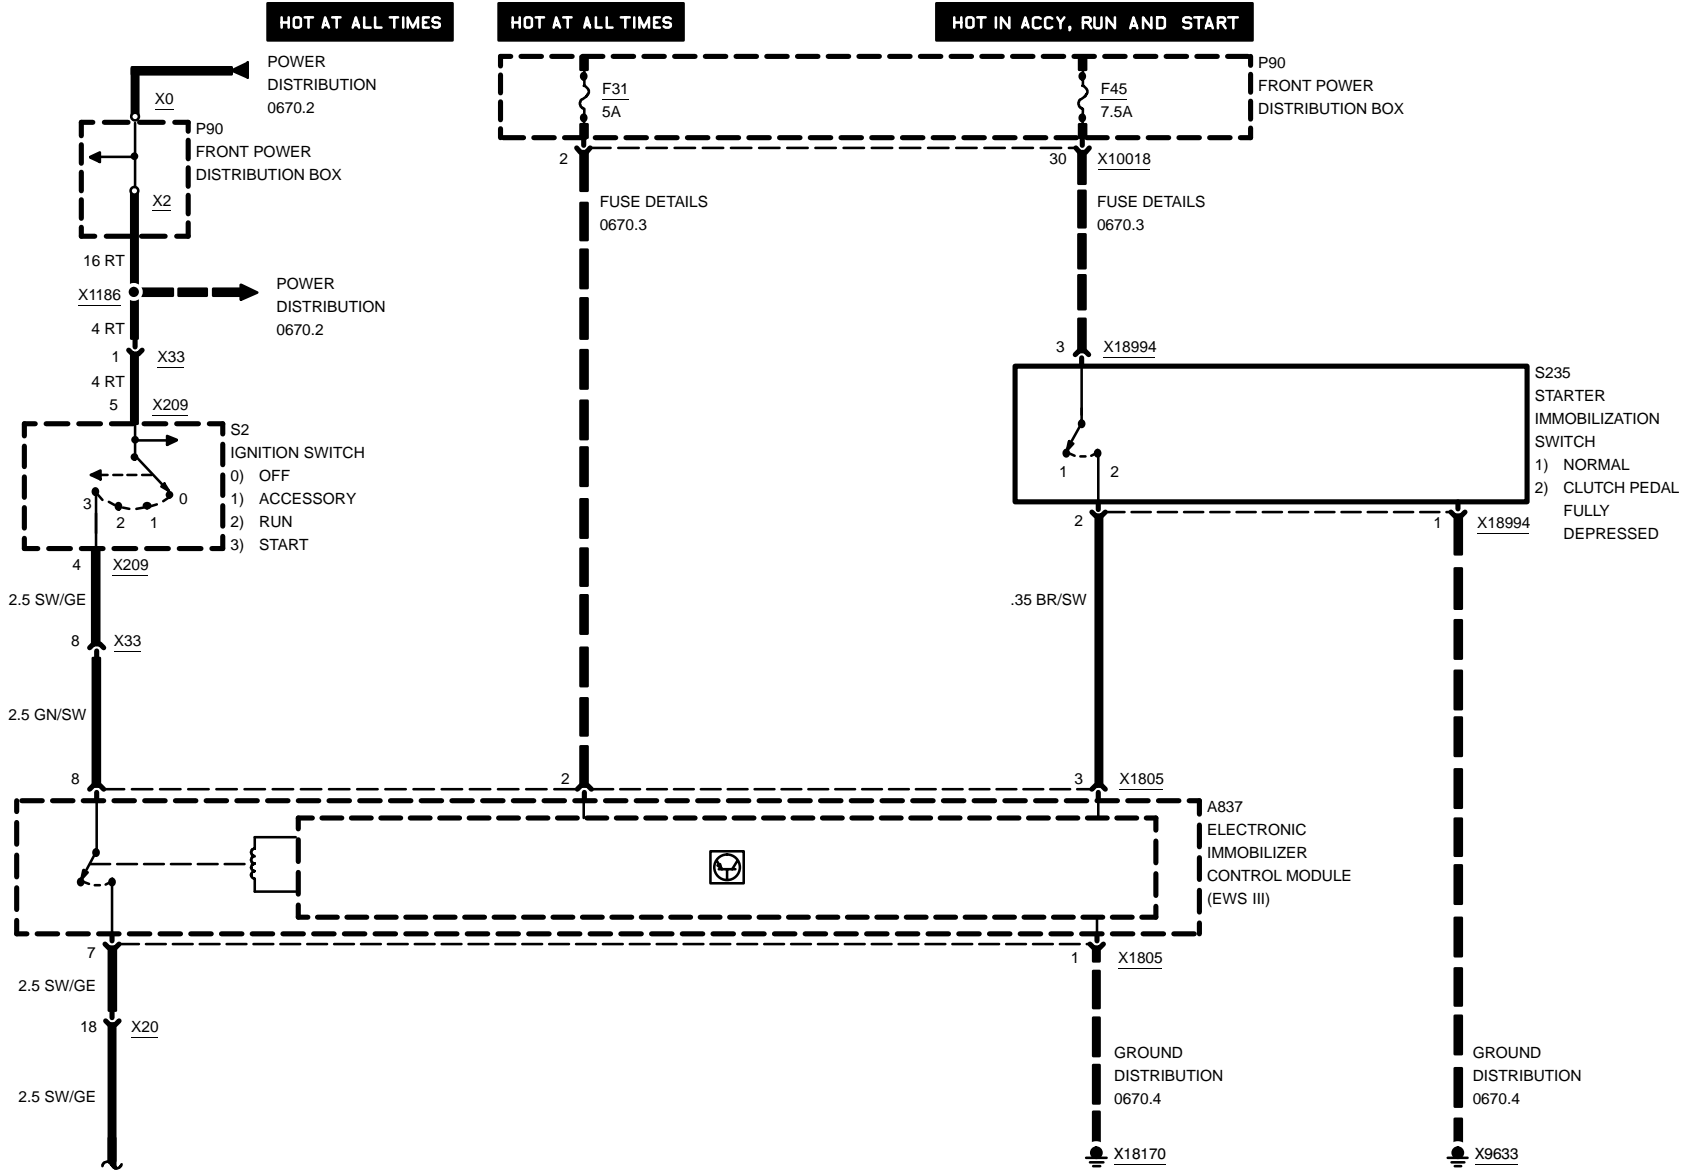 HOT AT ALL TIMES
HOT AT ALL TIMES
HOT IN ACCY, RUN AND START
POWER
DISTRIBUTION
0670.2
X0
P90
FRONT POWER
DISTRIBUTION BOX
X2
16 RT
X1186
POWER
DISTRIBUTION
0670.2
4 RT
1 X33
4 RT
5 X209
S2
IGNITION SWITCH
0) OFF
1) ACCESSORY
2) RUN
3) START
3 2 1 0
4 X209
2.5 SW/GE
8 X33
2.5 GN/SW
F31
5A
F45
7.5A
P90
FRONT POWER
DISTRIBUTION BOX
2
30 X10018
FUSE DETAILS
0670.3
FUSE DETAILS
0670.3
3 X18994
S235
STARTER
IMMOBILIZATION
SWITCH
1) NORMAL
2) CLUTCH PEDAL
FULLY
DEPRESSED
1 2
2
1 X18994
.35 BR/SW
8
2
3 X1805
A837
ELECTRONIC
IMMOBILIZER
CONTROL MODULE
(EWS III)
7
1 X1805
2.5 SW/GE
18 X20
2.5 SW/GE
GROUND
DISTRIBUTION
0670.4
X18170
GROUND
DISTRIBUTION
0670.4
X9633